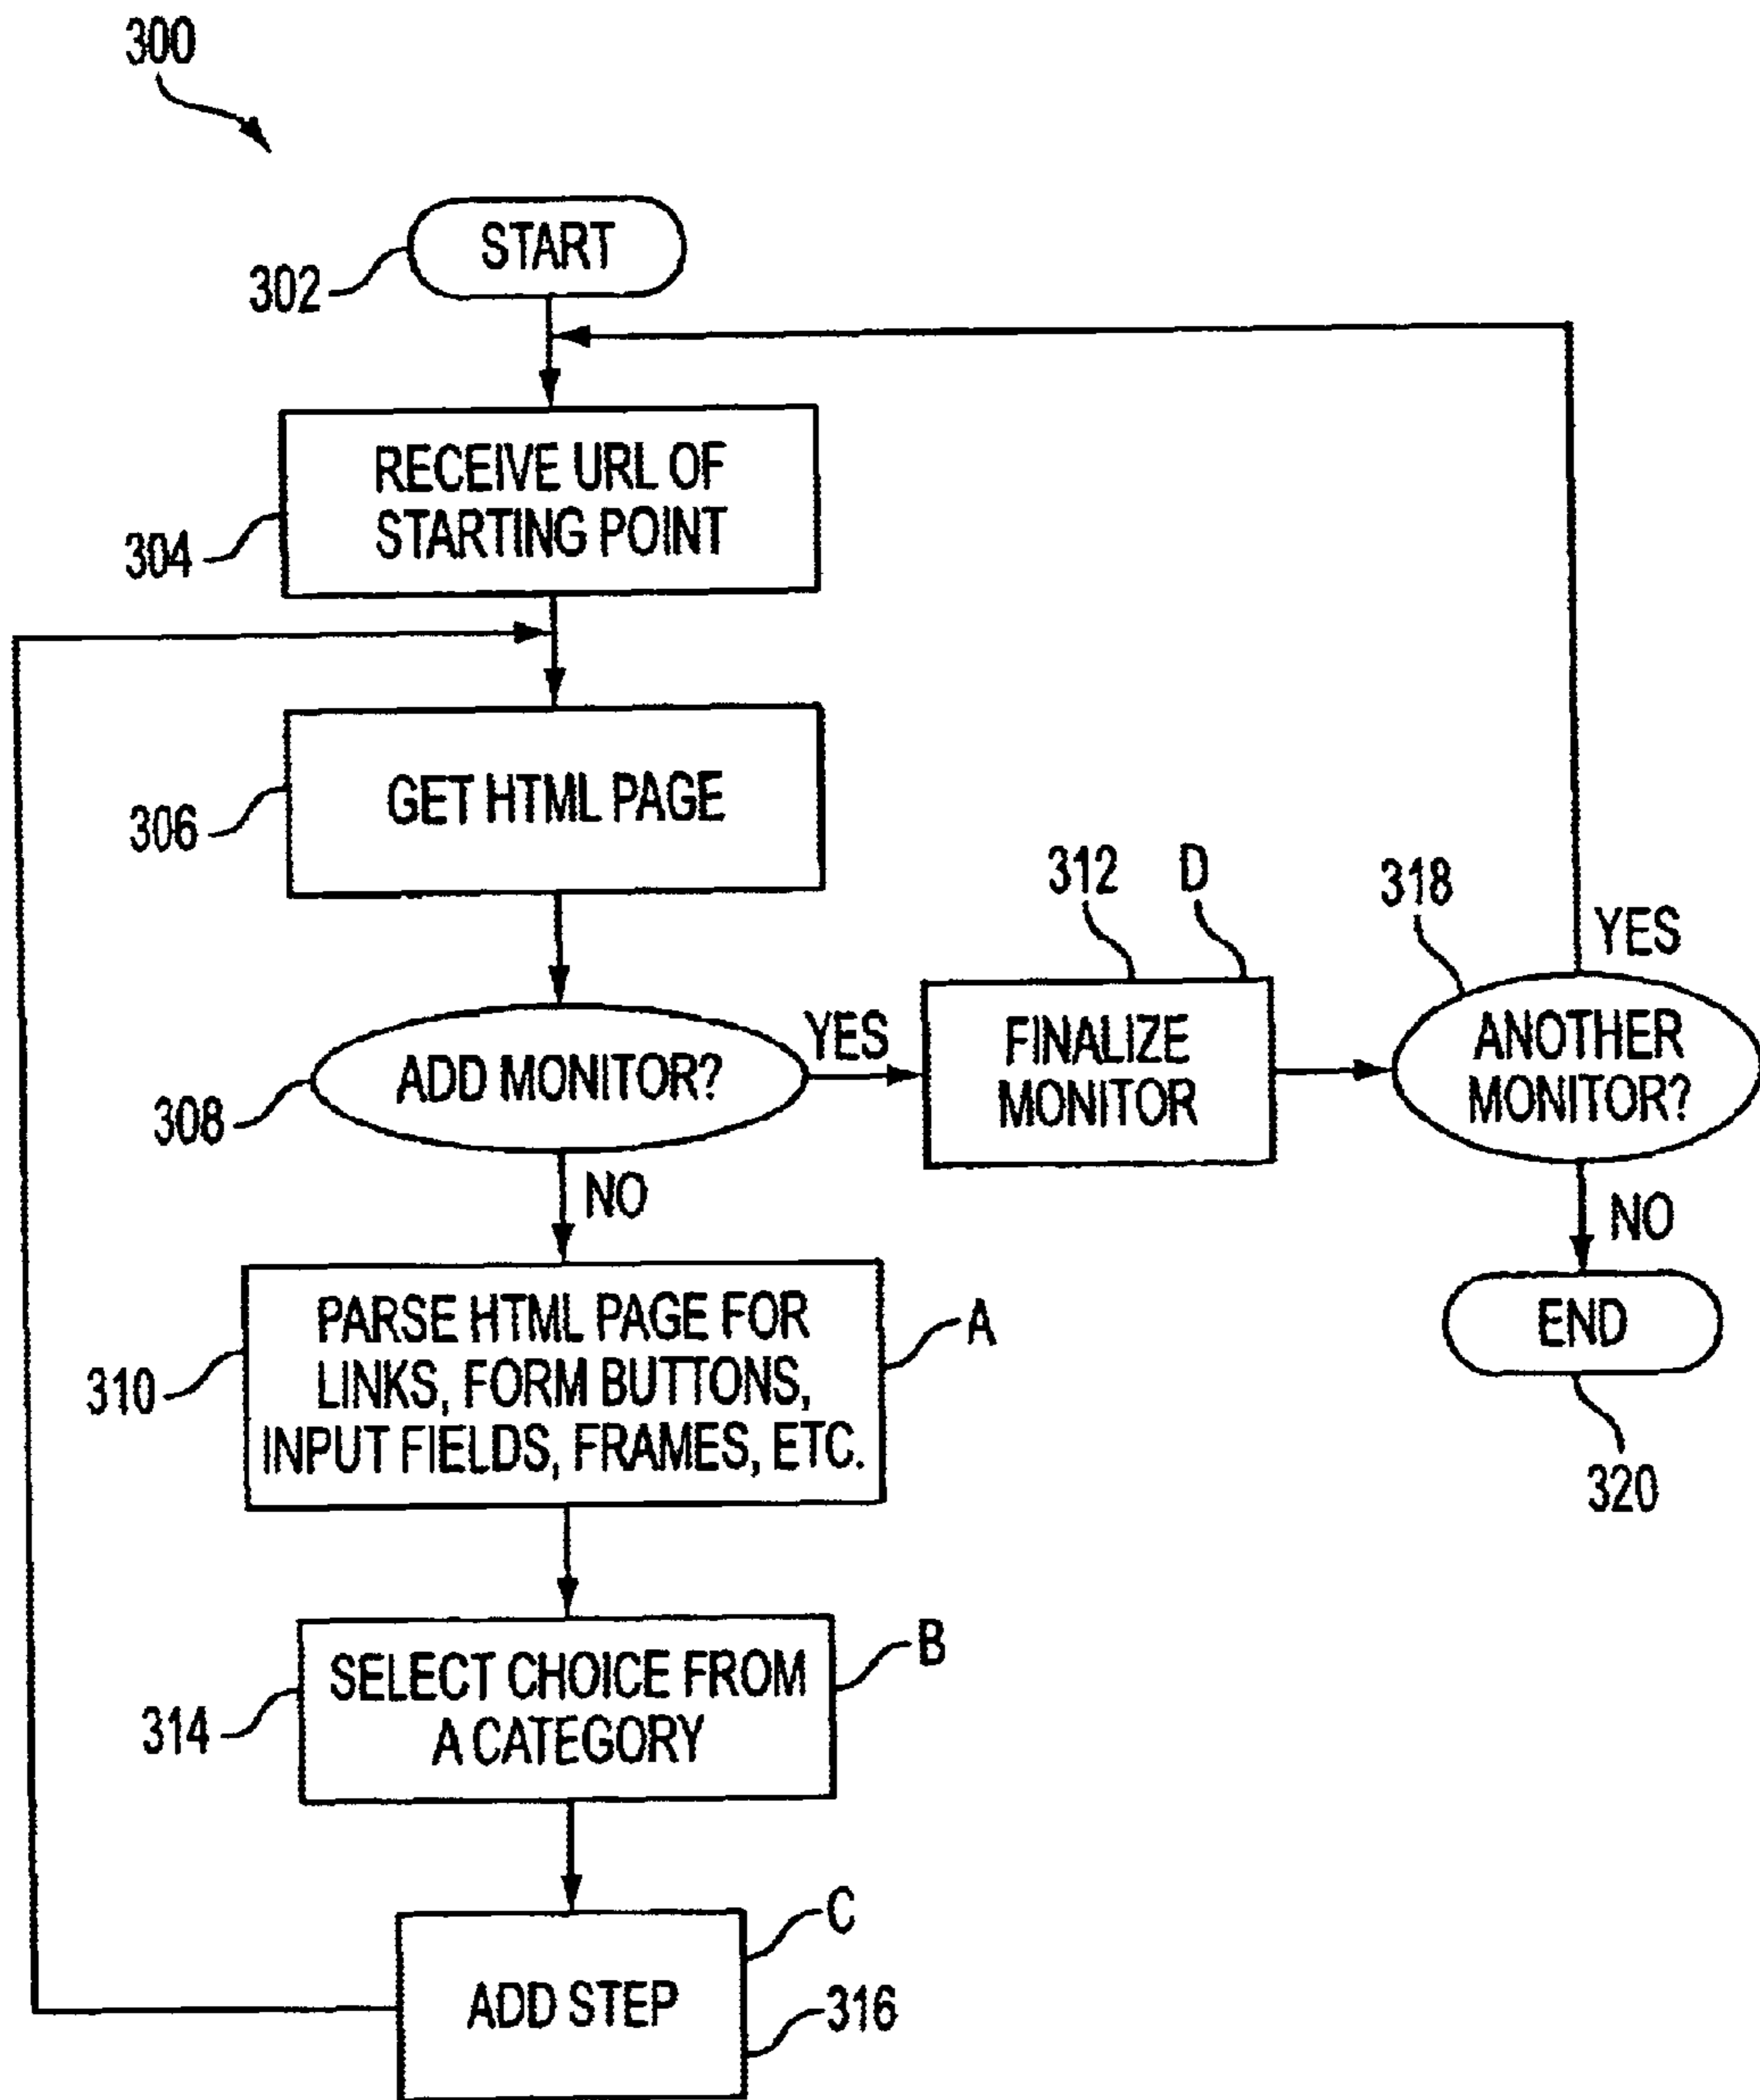 300
START
302
RECEIVE URL OF
STARTING POINT
304
GET HTML PAGE
306
312
D
318
YES
ADD MONITOR?
308
YES
FINALIZE
MONITOR
ANOTHER
MONITOR?
NO
NO
PARSE HTML PAGE FOR
LINKS, FORM BUTTONS,
INPUT FIELDS, FRAMES, ETC.
310
A
END
320
SELECT CHOICE FROM
A CATEGORY
314
B
C
ADD STEP
316